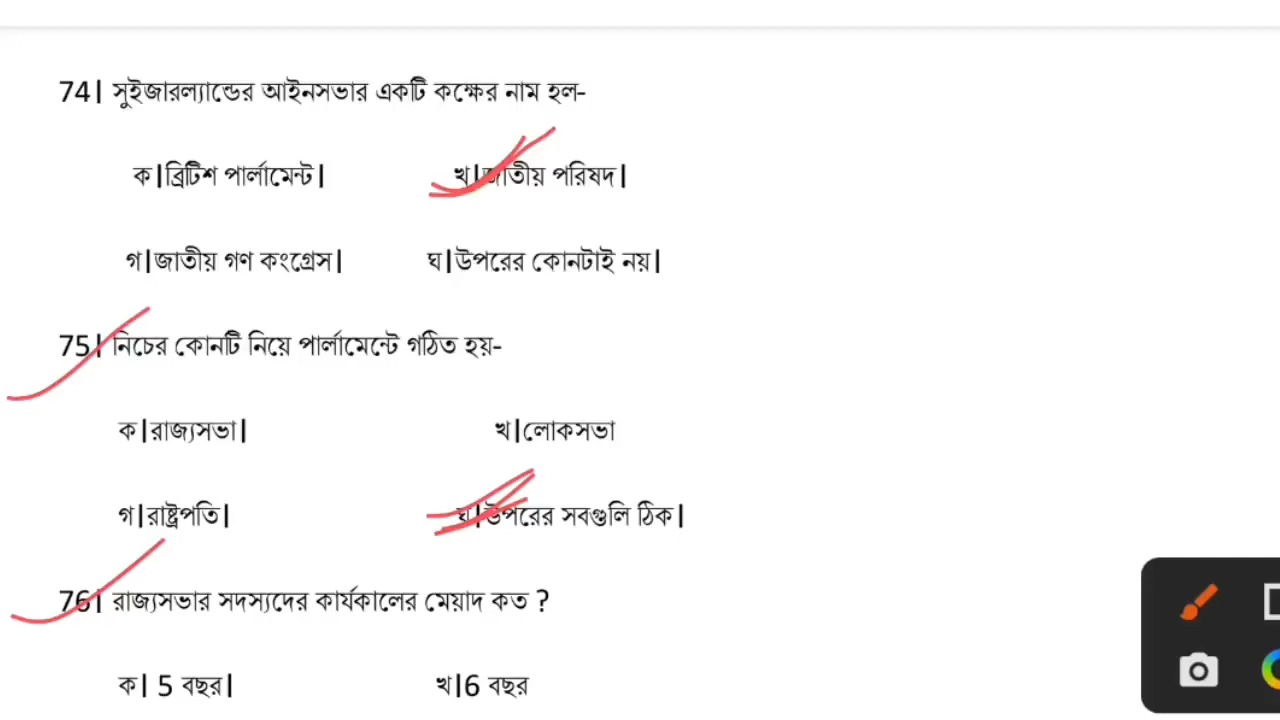 74| সুইজারল্যান্ডের আইনসভার একটি কক্ষের নাম হল-
ক|ব্রিটিশ পার্লামেন্ট| খ|জাতীয় পরিষদ|
গ|জাতীয় গণ কংগ্রেস| ঘ|উপরের কোনটাই নয়|
75| নিচের কোনটি নিয়ে পার্লামেন্টে গঠিত হয়-
ক|রাজ্যসভা| খ|লোকসভা
গ|রাষ্ট্রপতি| ঘ|উপরের সবগুলি ঠিক|
76| রাজ্যসভার সদস্যদের কার্যকালের মেয়াদ কত ?
ক| 5 বছর| খ|6 বছর